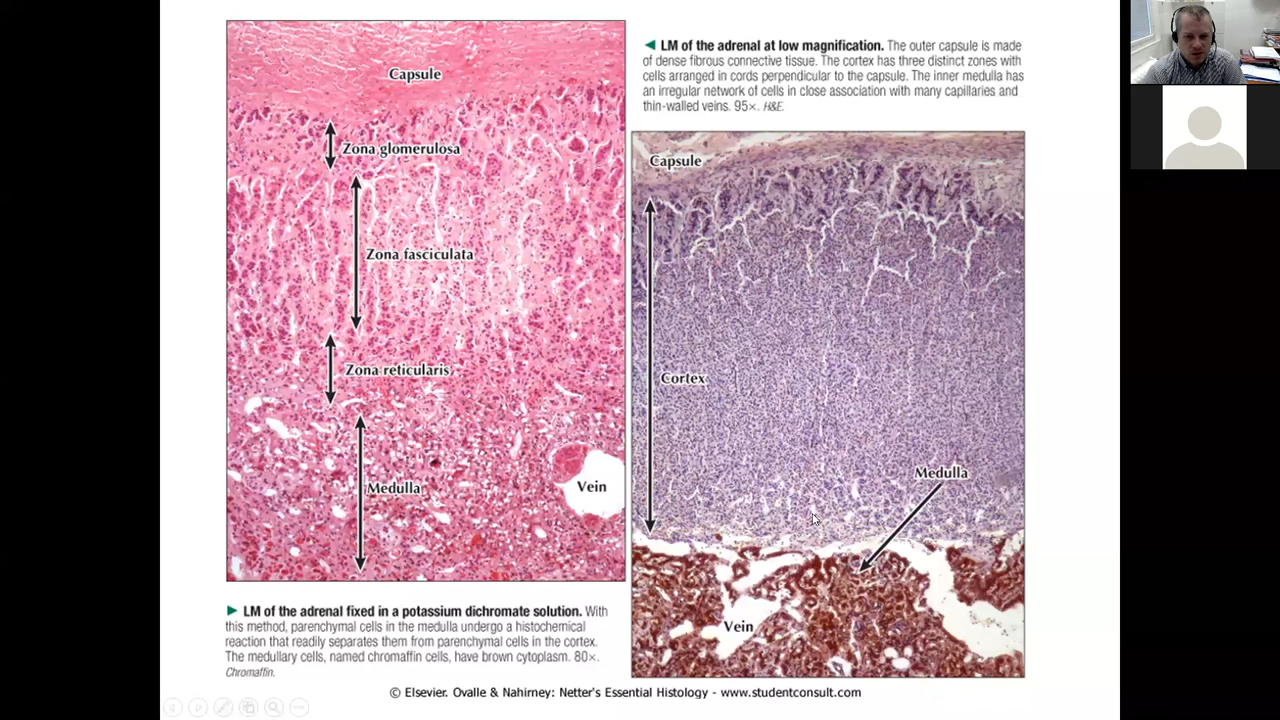 Capsule
Zona glomerulosa
Zona fasciculata
Zona reticularis
Medulla
Vein
◄ LM of the adrenal at low magnification. The outer capsule is made
of dense fibrous connective tissue. The cortex has three distinct zones with
cells arranged in cords perpendicular to the capsule. The inner medulla has
an irregular network of cells in close association with many capillaries and
thin-walled veins. 95×. H&E.
Capsule
Cortex
Medulla
Vein
► LM of the adrenal fixed in a potassium dichromate solution. With
this method, parenchymal cells in the medulla undergo a histochemical
reaction that readily separates them from parenchymal cells in the cortex.
The medullary cells, named chromaffin cells, have brown cytoplasm. 80×.
Chromaffin.
© Elsevier. Ovalle & Nahirney: Netter's Essential Histology - www.studentconsult.com